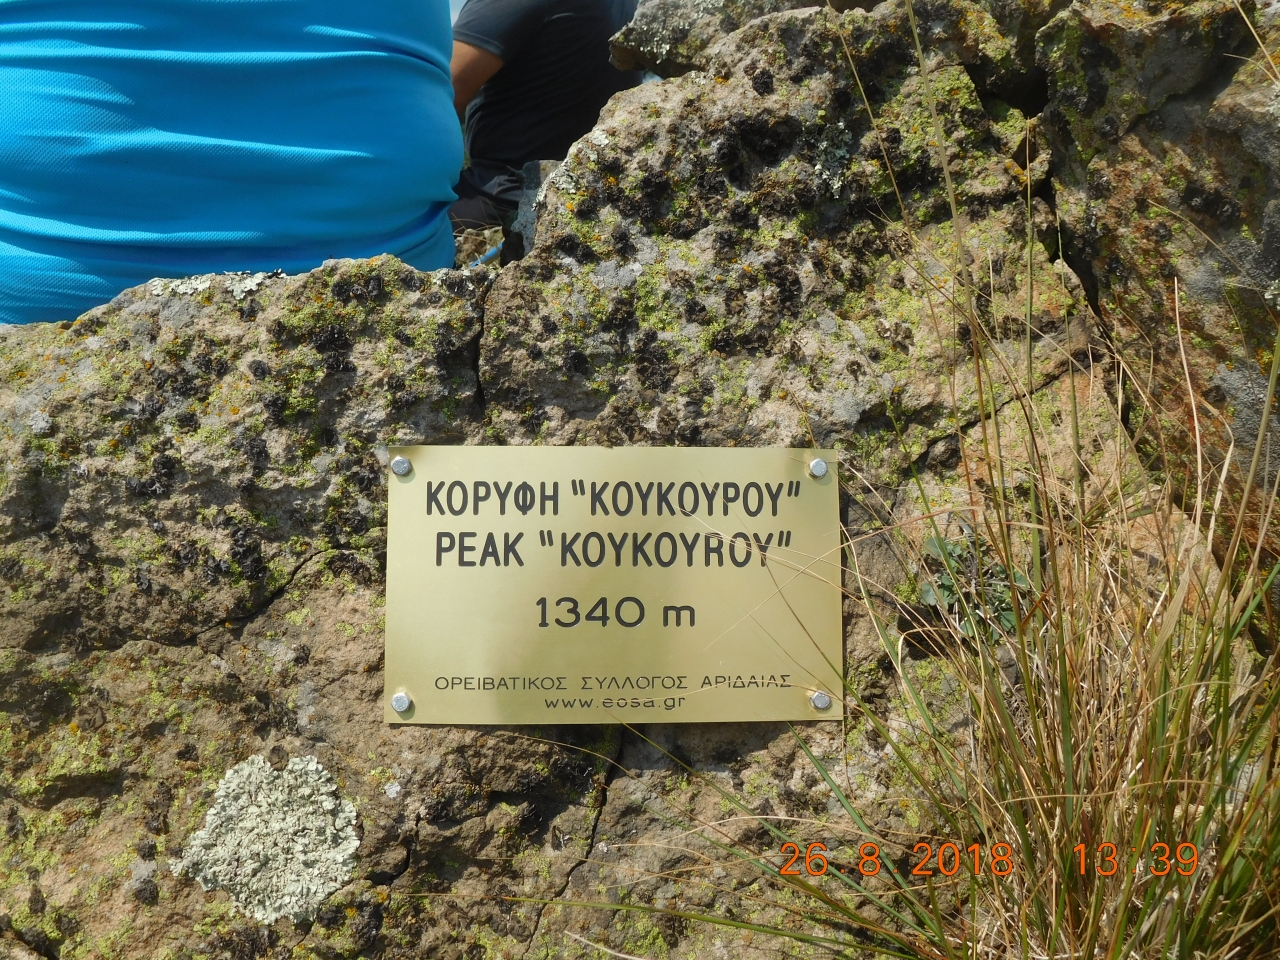 ΚΟΡΥΦΗ "ΚΟΥΚΟΥΡΟΥ"
PEAK "KOYKOYROY"
1340 m
ΟΡΕΙΒΑΤΙΚΟΣ ΣΥΛΛΟΓΟΣ ΑΡΙΔΑΙΑΣ
www.eosa.gr
26.8.2018 13:39